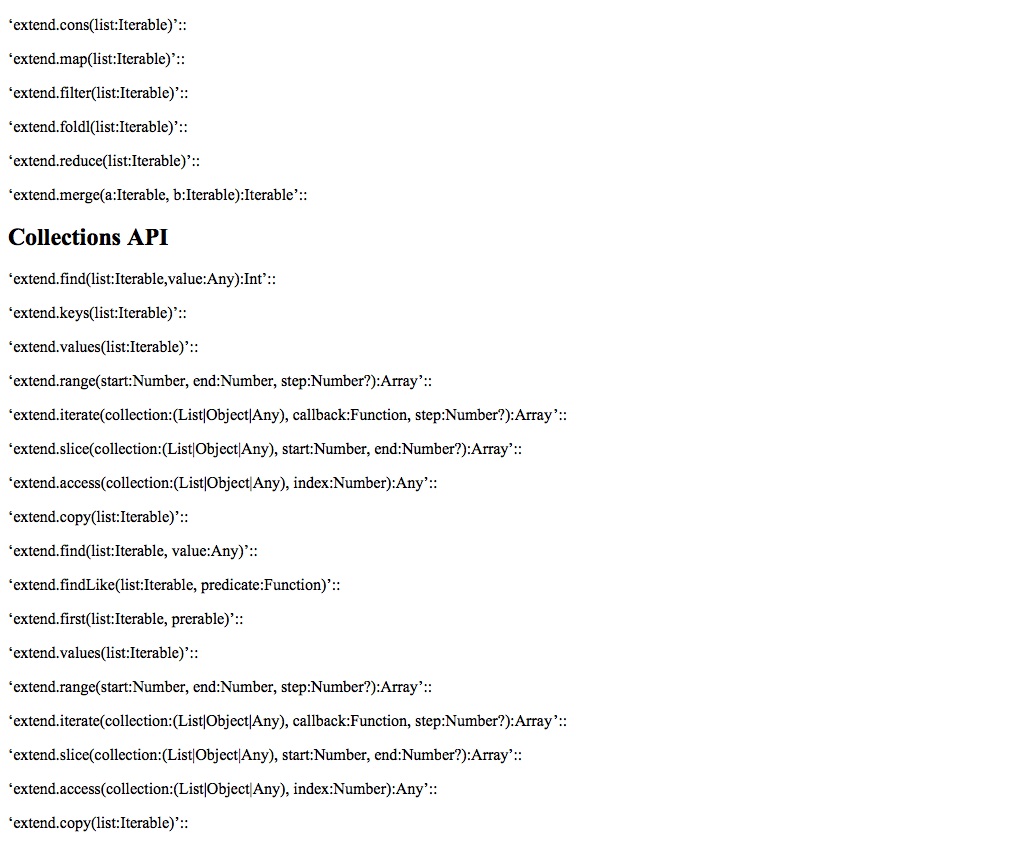 ‘extend.cons(list:Iterable)’::
‘extend.map(list:Iterable)’::
‘extend.filter(list:Iterable)’::
‘extend.foldl(list:Iterable)’::
‘extend.reduce(list:Iterable)’::
‘extend.merge(a:Iterable, b:Iterable):Iterable’::
Collections API
‘extend.find(list:Iterable,value:Any):Int’::
‘extend.keys(list:Iterable)’::
‘extend.values(list:Iterable)’::
‘extend.range(start:Number, end:Number, step:Number?):Array’::
‘extend.iterate(collection:(List|Object|Any), callback:Function, step:Number?):Array’::
‘extend.slice(collection:(List|Object|Any), start:Number, end:Number?):Array’::
‘extend.access(collection:(List|Object|Any), index:Number):Any’::
‘extend.copy(list:Iterable)’::
‘extend.find(list:Iterable, value:Any)’::
‘extend.findLike(list:Iterable, predicate:Function)’::
‘extend.first(list:Iterable, prerable)’::
‘extend.values(list:Iterable)’::
‘extend.range(start:Number, end:Number, step:Number?):Array’::
‘extend.iterate(collection:(List|Object|Any), callback:Function, step:Number?):Array’::
‘extend.slice(collection:(List|Object|Any), start:Number, end:Number?):Array’::
‘extend.access(collection:(List|Object|Any), index:Number):Any’::
‘extend.copy(list:Iterable)’::